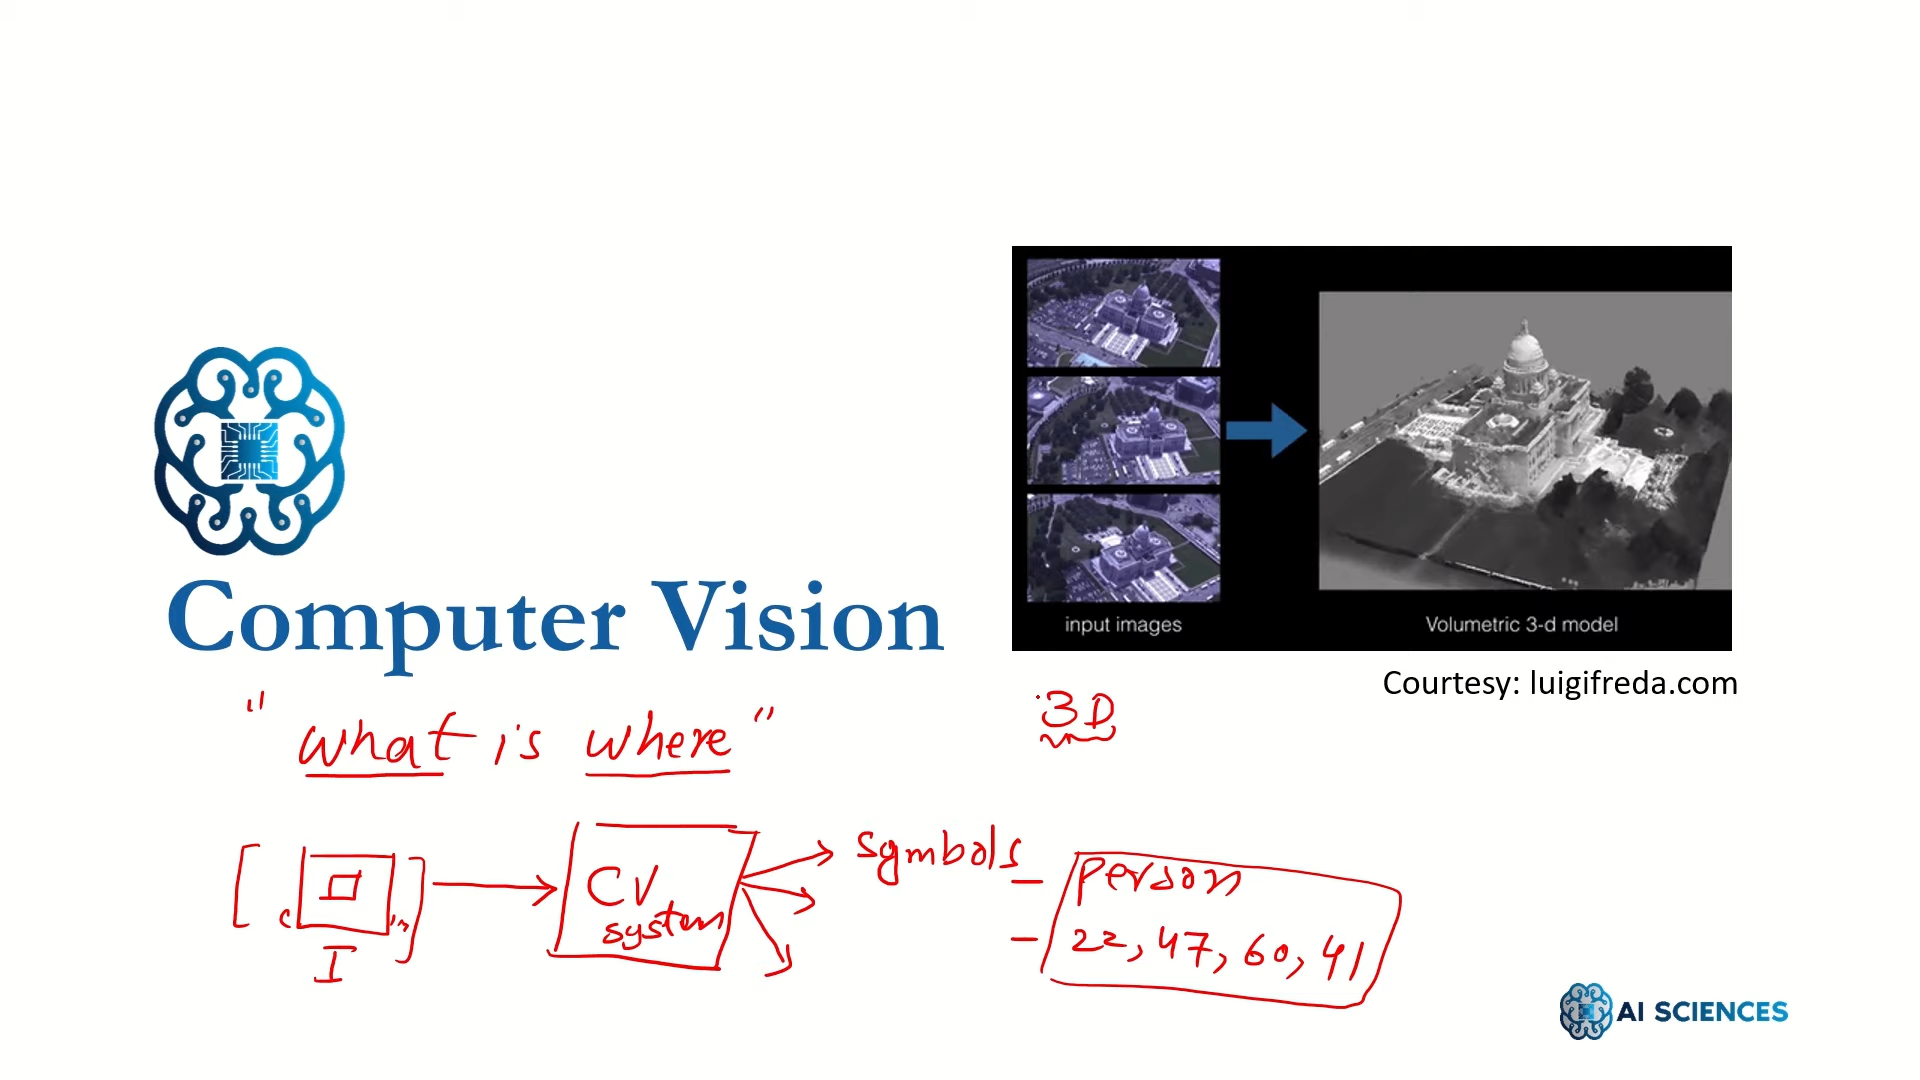 input images
Volumetric 3-d model
Computer Vision
Courtesy: luigifreda.com
"what is where"
3D
symbols
CV
system
I
- person
- 22, 47, 60, 41
AI SCIENCES